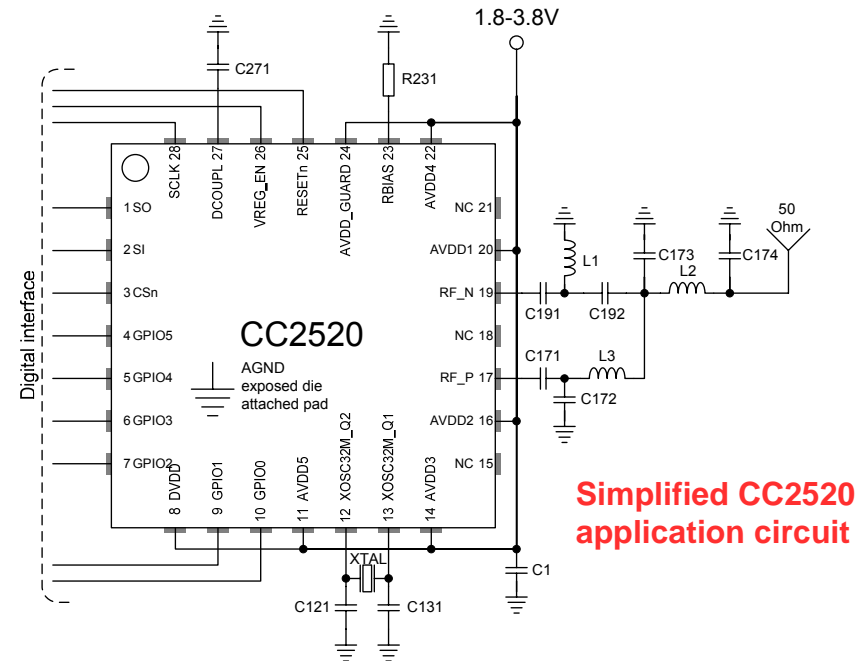 1.8-3.8V
C271
R231
SCLK 28
DCOUPL 27
VREG_EN 26
RESETn 25
AVDD_GUARD 24
RBIAS 23
AVDD4 22
Digital interface
1 SO
2 SI
3 CSn
4 GPIO5
5 GPIO4
6 GPIO3
7 GPIO2
CC2520
AGND
exposed die
attached pad
NC 21
AVDD1 20
RF_N 19
NC 18
RF_P 17
AVDD2 16
NC 15
8 DVDD
9 GPIO1
10 GPIO0
11 AVDD5
12 XOSC32M_Q2
13 XOSC32M_Q1
14 AVDD3
50
Ohm
L1
C173
L2
C174
C191
C192
C171
L3
C172
Simplified CC2520
application circuit
XTAL
C1
C121
C131